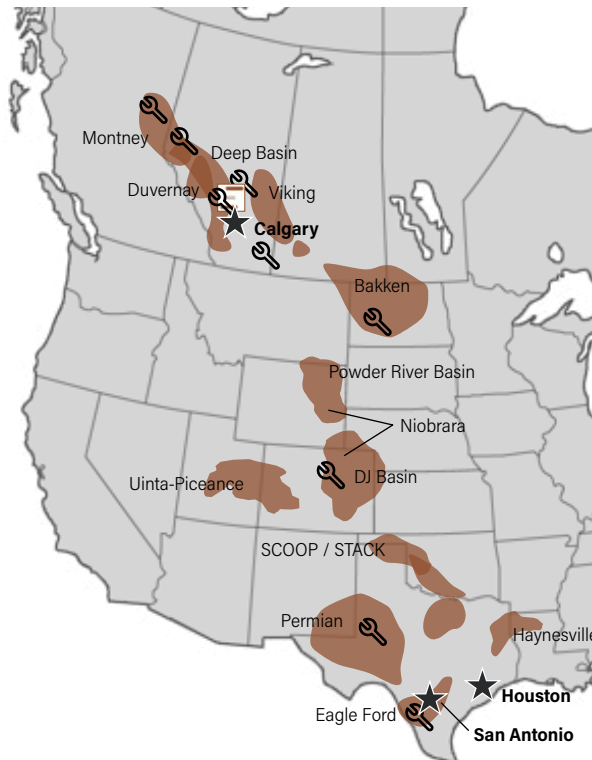 Montney
Deep Basin
Duvernay
Viking
Calgary
Bakken
Powder River Basin
Niobrara
Uinta-Piceance
DJ Basin
SCOOP / STACK
Permian
Haynesville
Houston
Eagle Ford
San Antonio